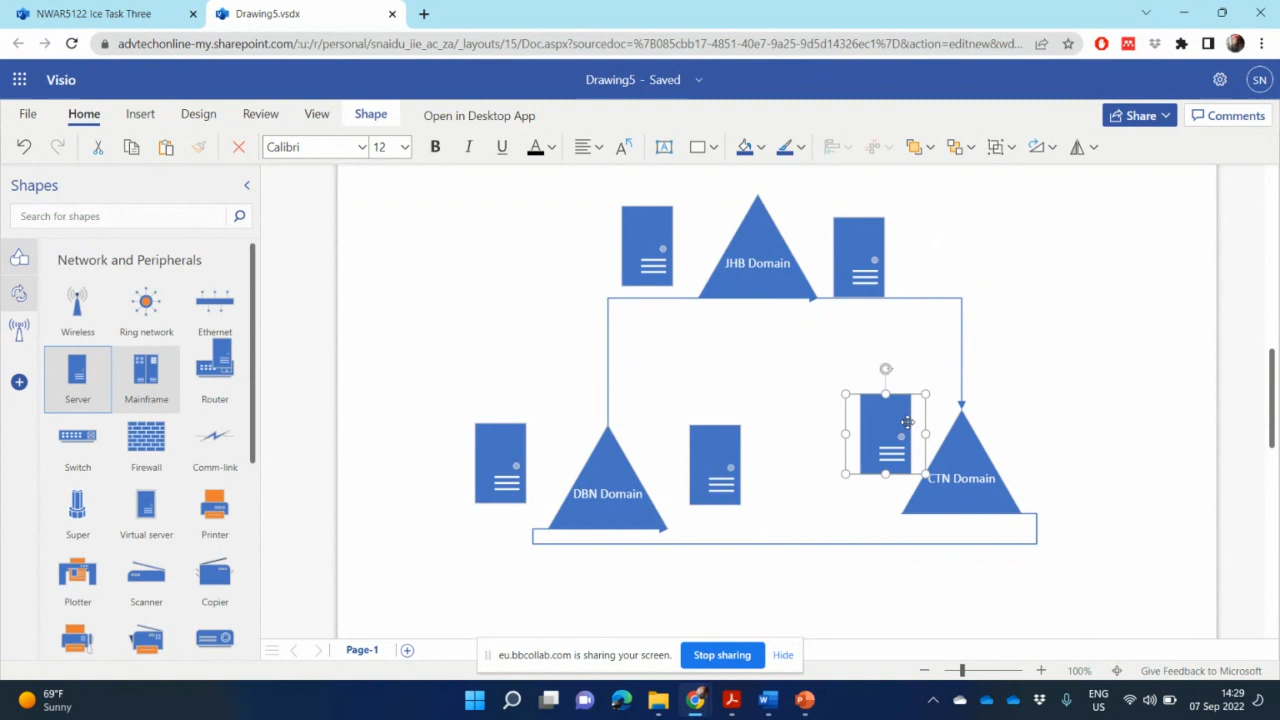 NWAR5122 Ice Task Three
Drawing5.vsdx
advtechonline-my.sharepoint.com/:u:/r/personal/snaidu_iie_ac_za/_layouts/15/Doc.aspx?sourcedoc=%7B085cbb17-4851-40e7-9a25-9d5d14326ec1%7D&action=editnew&wd...
Visio
Drawing5 - Saved
SN
File
Home
Insert
Design
Review
View
Shape
Open in Desktop App
Share
Comments
Calibri
12
B
I
U
A
Shapes
Search for shapes
Network and Peripherals
Wireless
Ring network
Ethernet
Server
Mainframe
Router
Switch
Firewall
Comm-link
Super
Virtual server
Printer
Plotter
Scanner
Copier
JHB Domain
DBN Domain
CTN Domain
Page-1
eu.bbcollab.com is sharing your screen.
Stop sharing
Hide
100%
Give Feedback to Microsoft
69°F
Sunny
ENG
US
14:29
07 Sep 2022